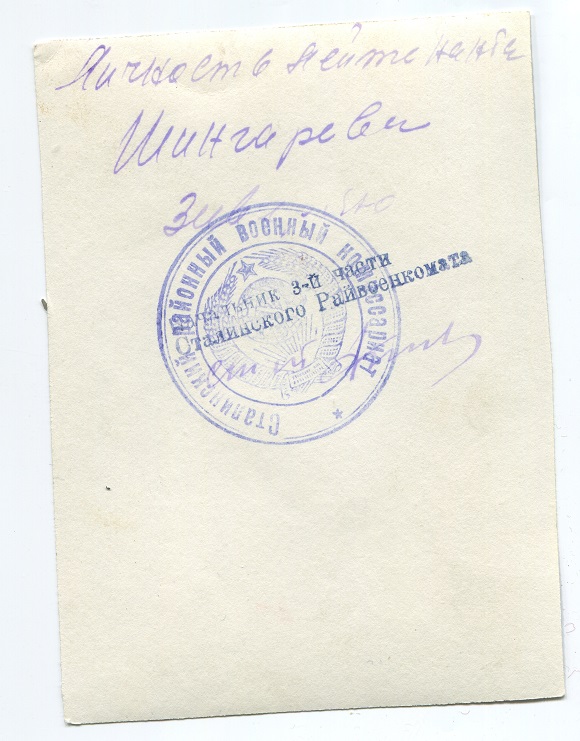 Личность лейтенанта
Шингарева
Сталинский районный военный комиссариат
Начальник 3-й части
Сталинского Райвоенкомата